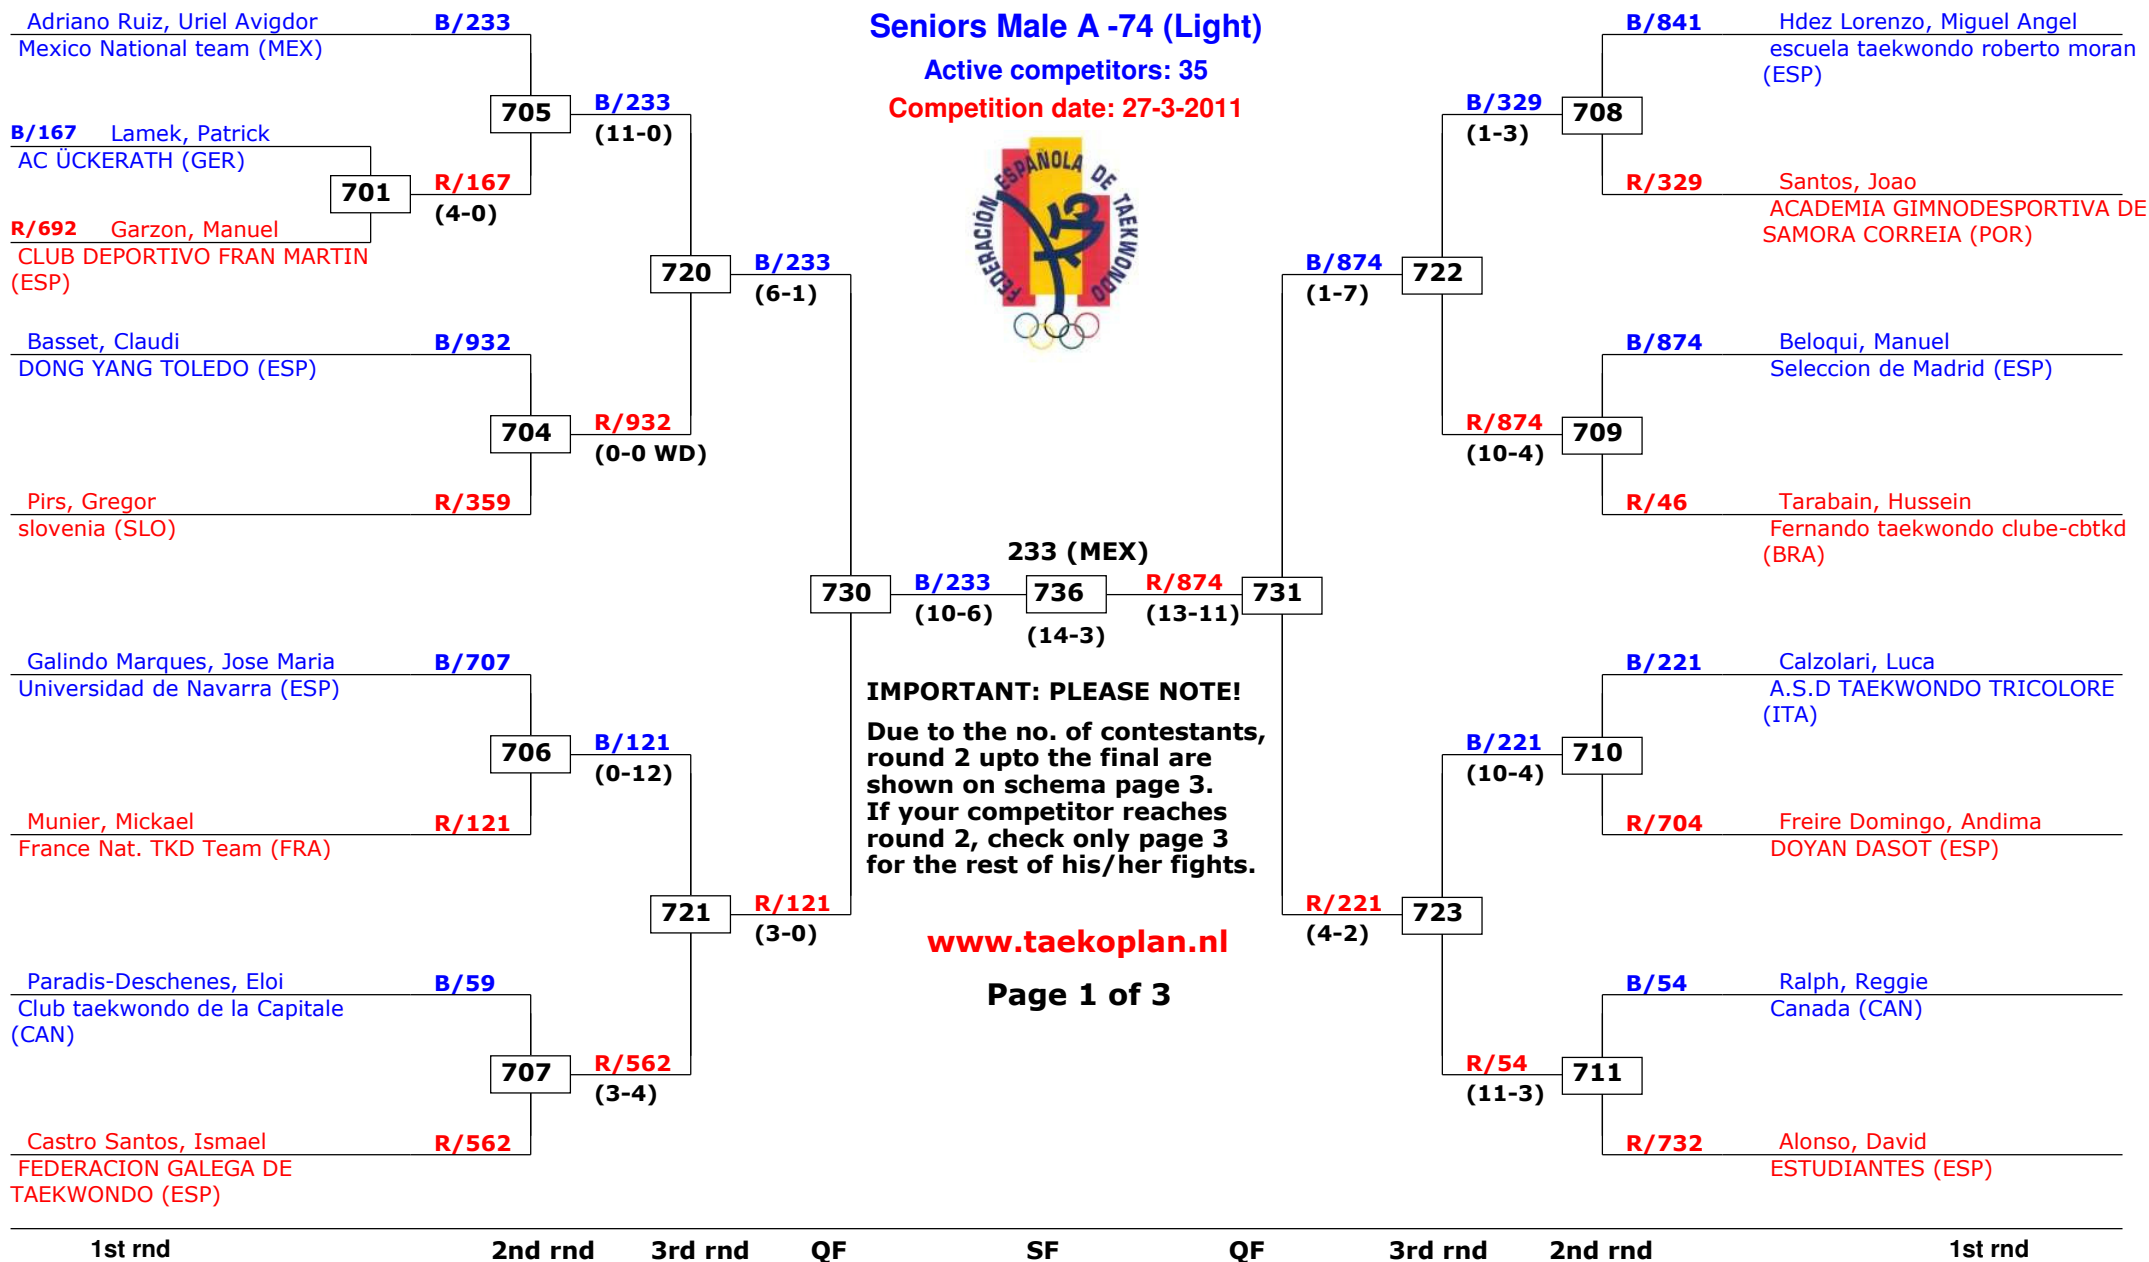 Seniors Male A -74 (Light)
Active competitors: 35
Competition date: 27-3-2011
FEDERACIÓN ESPAÑOLA DE TAEKWONDO
Adriano Ruiz, Uriel Avigdor
B/233
Mexico National team (MEX)
705
B/233
(11-0)
B/167
Lamek, Patrick
AC ÜCKERATH (GER)
701
R/167
(4-0)
R/692
Garzon, Manuel
CLUB DEPORTIVO FRAN MARTIN
(ESP)
720
B/233
(6-1)
Basset, Claudi
B/932
DONG YANG TOLEDO (ESP)
704
R/932
(0-0 WD)
Pirs, Gregor
R/359
slovenia (SLO)
730
B/233
(10-6)
233 (MEX)
736
(14-3)
R/874
(13-11)
731
Galindo Marques, Jose Maria
B/707
Universidad de Navarra (ESP)
706
B/121
(0-12)
Munier, Mickael
R/121
France Nat. TKD Team (FRA)
721
R/121
(3-0)
Paradis-Deschenes, Eloi
B/59
Club taekwondo de la Capitale
(CAN)
707
R/562
(3-4)
Castro Santos, Ismael
R/562
FEDERACION GALEGA DE
TAEKWONDO (ESP)
IMPORTANT: PLEASE NOTE!
Due to the no. of contestants,
round 2 upto the final are
shown on schema page 3.
If your competitor reaches
round 2, check only page 3
for the rest of his/her fights.
www.taekoplan.nl
Page 1 of 3
B/841
Hdez Lorenzo, Miguel Angel
escuela taekwondo roberto moran
(ESP)
B/329
(1-3)
708
R/329
Santos, Joao
ACADEMIA GIMNODESPORTIVA DE
SAMORA CORREIA (POR)
B/874
(1-7)
722
B/874
Beloqui, Manuel
Seleccion de Madrid (ESP)
R/874
(10-4)
709
R/46
Tarabain, Hussein
Fernando taekwondo clube-cbtkd
(BRA)
B/221
Calzolari, Luca
A.S.D TAEKWONDO TRICOLORE
(ITA)
B/221
(10-4)
710
R/704
Freire Domingo, Andima
DOYAN DASOT (ESP)
R/221
(4-2)
723
B/54
Ralph, Reggie
Canada (CAN)
R/54
(11-3)
711
R/732
Alonso, David
ESTUDIANTES (ESP)
1st rnd
2nd rnd
3rd rnd
QF
SF
QF
3rd rnd
2nd rnd
1st rnd